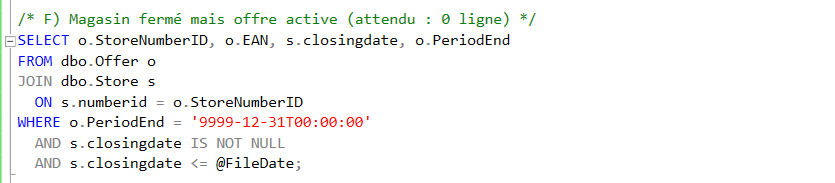 /* F) Magasin fermé mais offre active (attendu : 0 ligne) */
SELECT o.StoreNumberID, o.EAN, s.closingdate, o.PeriodEnd
FROM dbo.Offer o
JOIN dbo.Store s
  ON s.numberid = o.StoreNumberID
WHERE o.PeriodEnd = '9999-12-31T00:00:00'
  AND s.closingdate IS NOT NULL
  AND s.closingdate <= @FileDate;